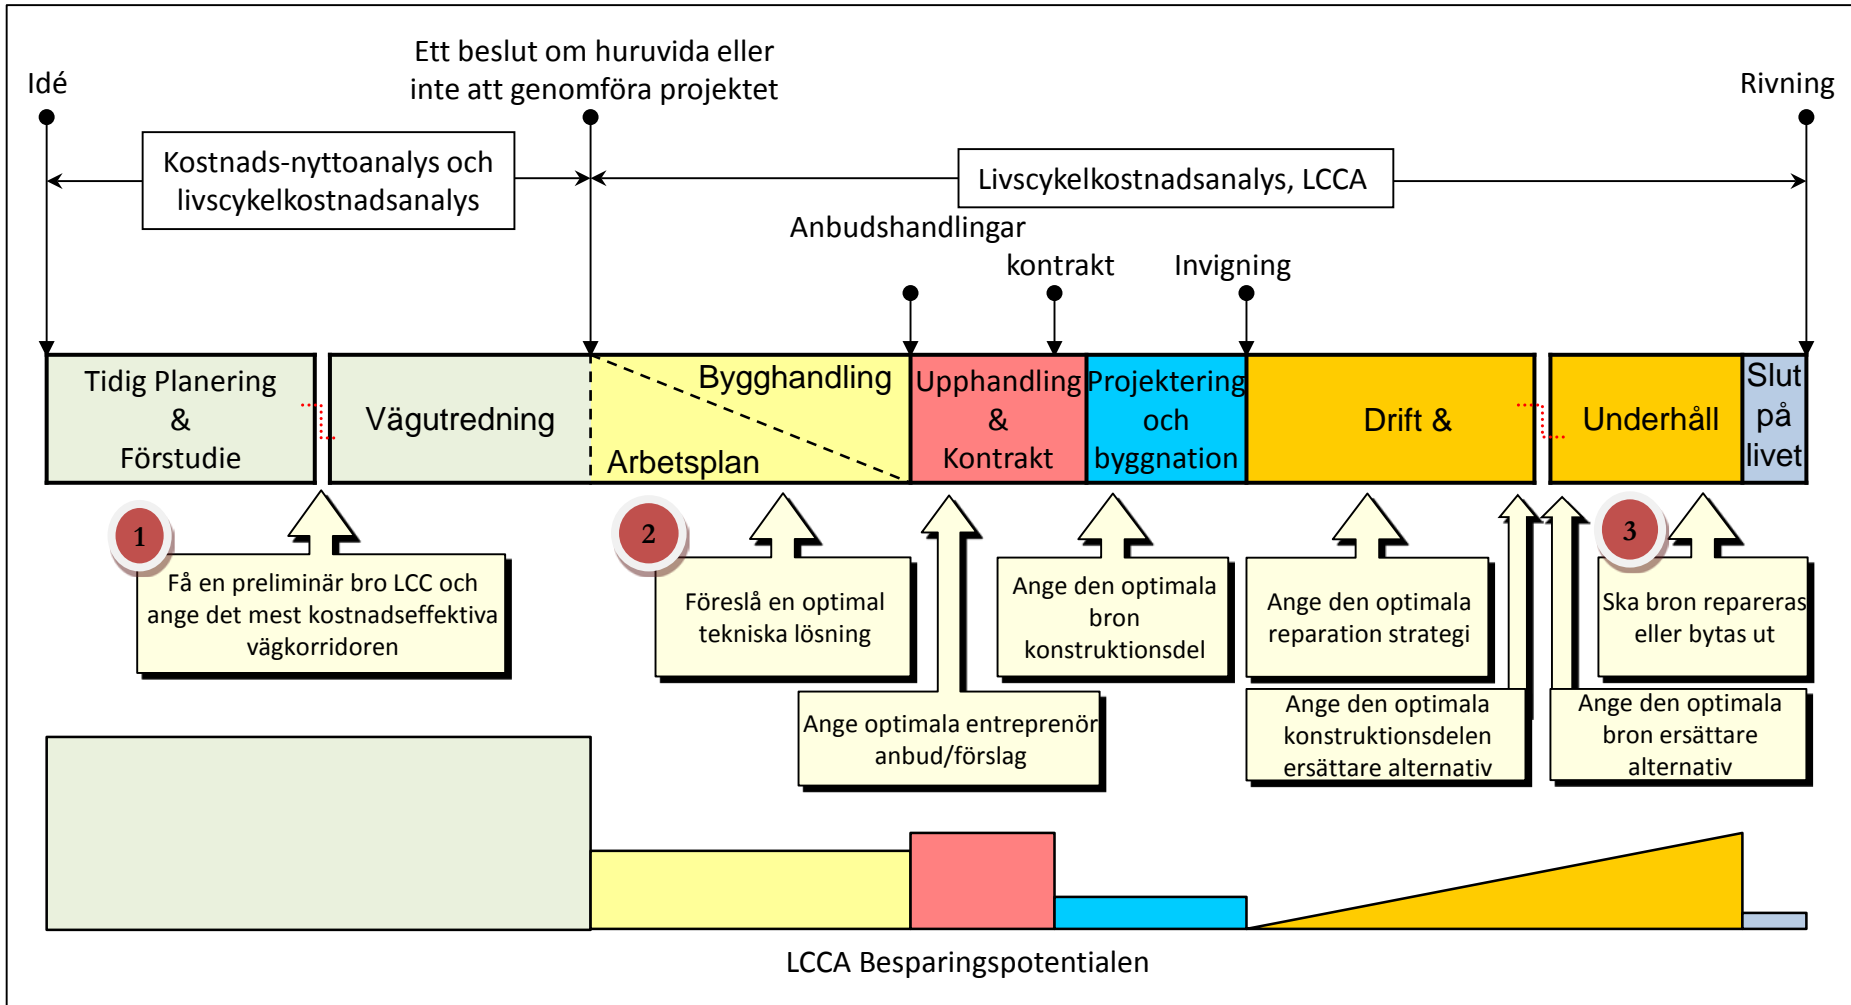 Idé
Ett beslut om huruvida eller
inte att genomföra projektet
Rivning
Kostnads-nyttoanalys och
livscykelkostnadsanalys
Livscykelkostnadsanalys, LCCA
Anbudshandlingar
kontrakt
Invigning
Tidig Planering
&
Förstudie
Vägutredning
Bygghandling
Arbetsplan
Upphandling
&
Kontrakt
Projektering
och
byggnation
Drift &
Underhåll
Slut
på
livet
1
Få en preliminär bro LCC och
ange det mest kostnadseffektiva
vägkorridoren
2
Föreslå en optimal
tekniska lösning
Ange optimala entreprenör
anbud/förslag
Ange den optimala
bron
konstruktionsdel
Ange den optimala
reparation strategi
Ange den optimala
konstruktionsdelen
ersättare alternativ
3
Ska bron repareras
eller bytas ut
Ange den optimala
bron ersättare
alternativ
LCCA Besparingspotentialen